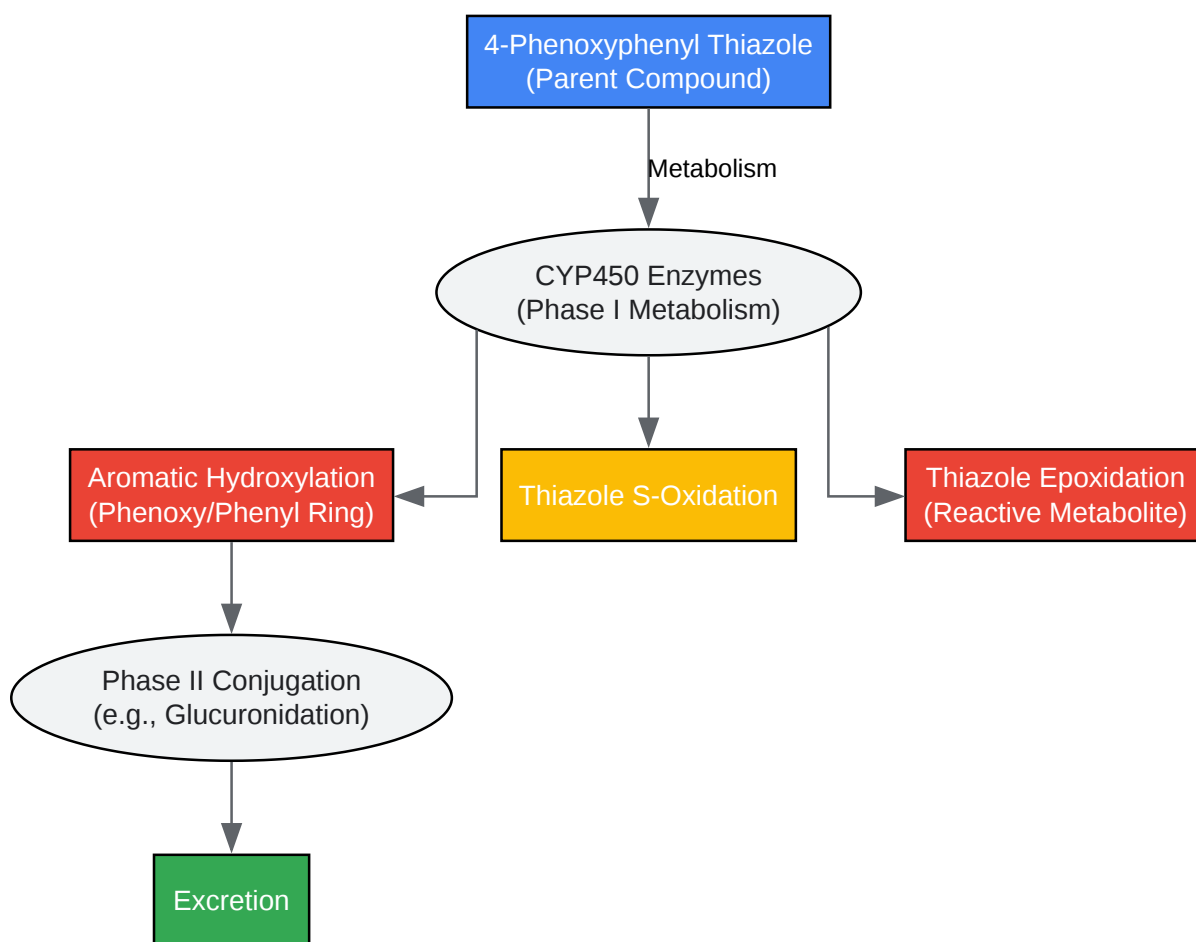 4-Phenoxyphenyl Thiazole
(Parent Compound)
Metabolism
CYP450 Enzymes
(Phase I Metabolism)
Aromatic Hydroxylation
(Phenoxy/Phenyl Ring)
Thiazole S-Oxidation
Thiazole Epoxidation
(Reactive Metabolite)
Phase II Conjugation
(e.g., Glucuronidation)
Excretion